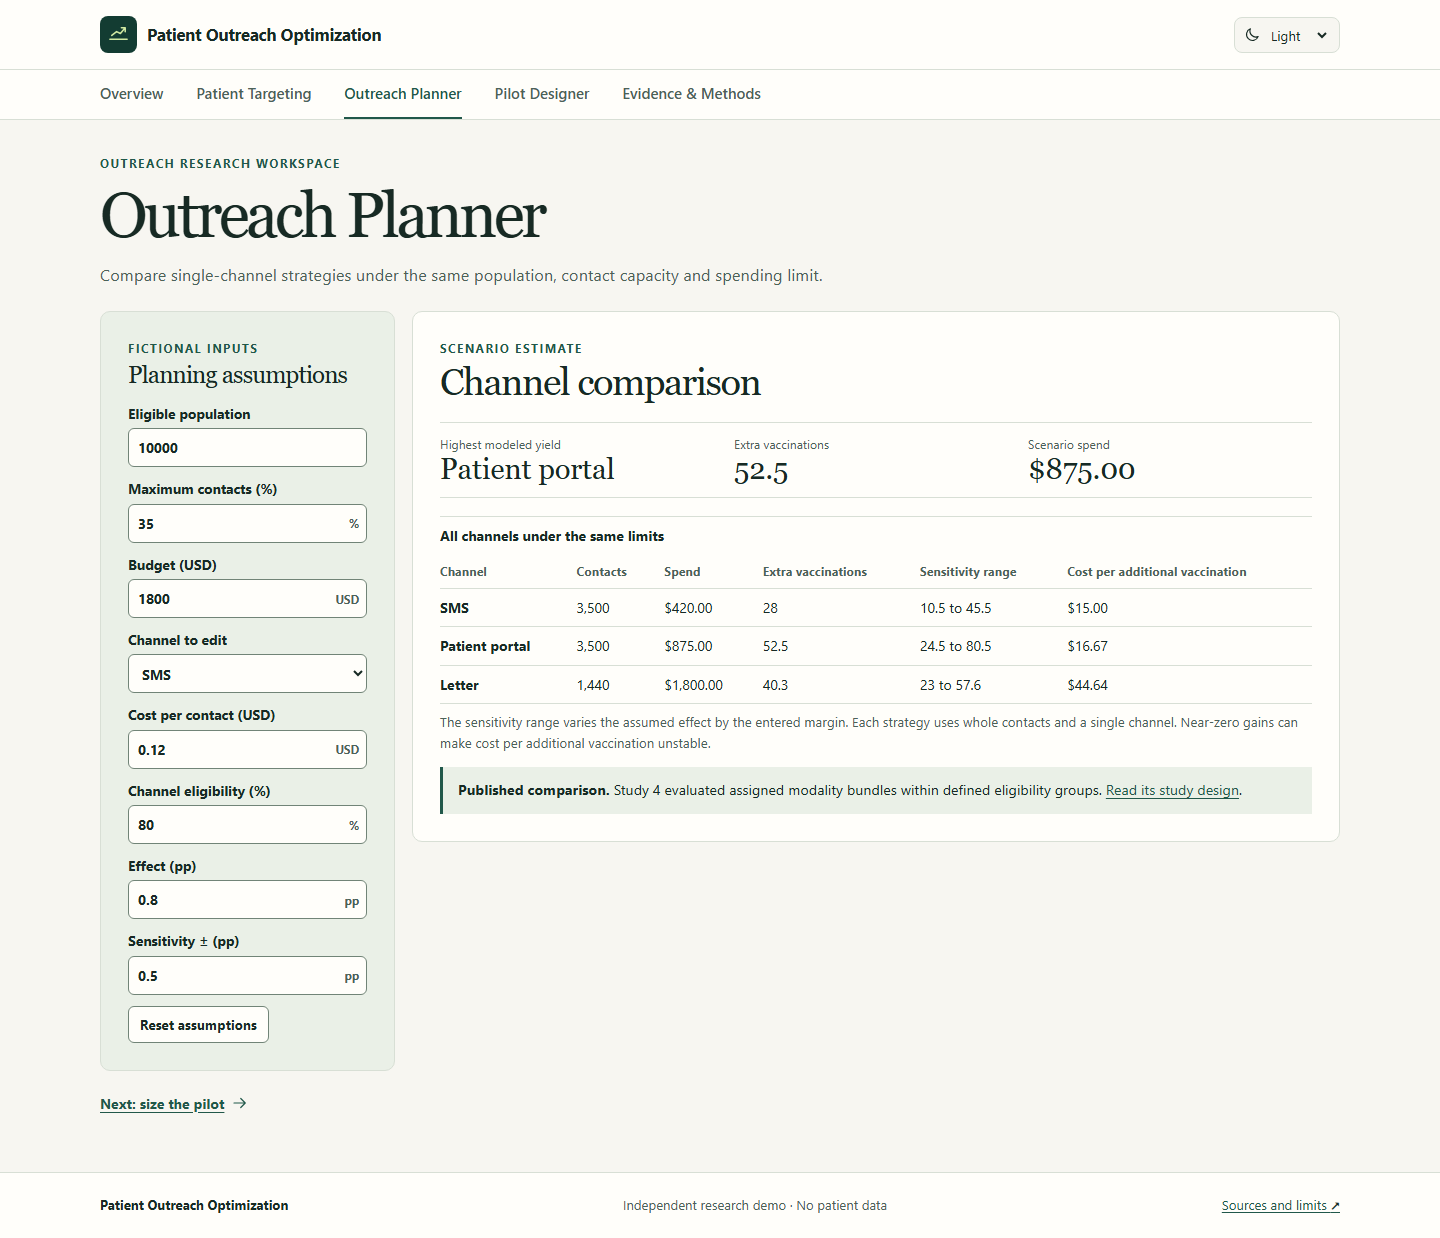 Patient Outreach Optimization
Light
Overview
Patient Targeting
Outreach Planner
Pilot Designer
Evidence & Methods
OUTREACH RESEARCH WORKSPACE
Outreach Planner
Compare single-channel strategies under the same population, contact capacity and spending limit.
FICTIONAL INPUTS
Planning assumptions
Eligible population
10000
Maximum contacts (%)
35 %
Budget (USD)
1800 USD
Channel to edit
SMS
Cost per contact (USD)
0.12 USD
Channel eligibility (%)
80 %
Effect (pp)
0.8 pp
Sensitivity ± (pp)
0.5 pp
Reset assumptions
SCENARIO ESTIMATE
Channel comparison
Highest modeled yield
Patient portal
Extra vaccinations
52.5
Scenario spend
$875.00
All channels under the same limits
Channel Contacts Spend Extra vaccinations Sensitivity range Cost per additional vaccination
SMS 3,500 $420.00 28 10.5 to 45.5 $15.00
Patient portal 3,500 $875.00 52.5 24.5 to 80.5 $16.67
Letter 1,440 $1,800.00 40.3 23 to 57.6 $44.64
The sensitivity range varies the assumed effect by the entered margin. Each strategy uses whole contacts and a single channel. Near-zero gains can
make cost per additional vaccination unstable.
Published comparison. Study 4 evaluated assigned modality bundles within defined eligibility groups. Read its study design.
Next: size the pilot →
Patient Outreach Optimization
Independent research demo · No patient data
Sources and limits ↗